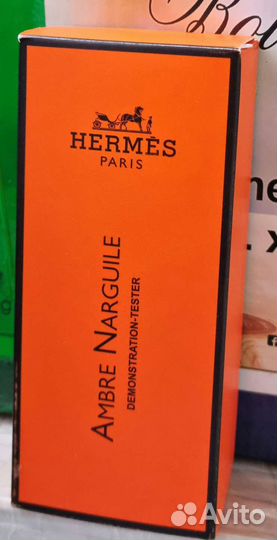 HERMÈS
PARIS
AMBRE NARGUILE
DEMONSTRATION-TESTER
Avito